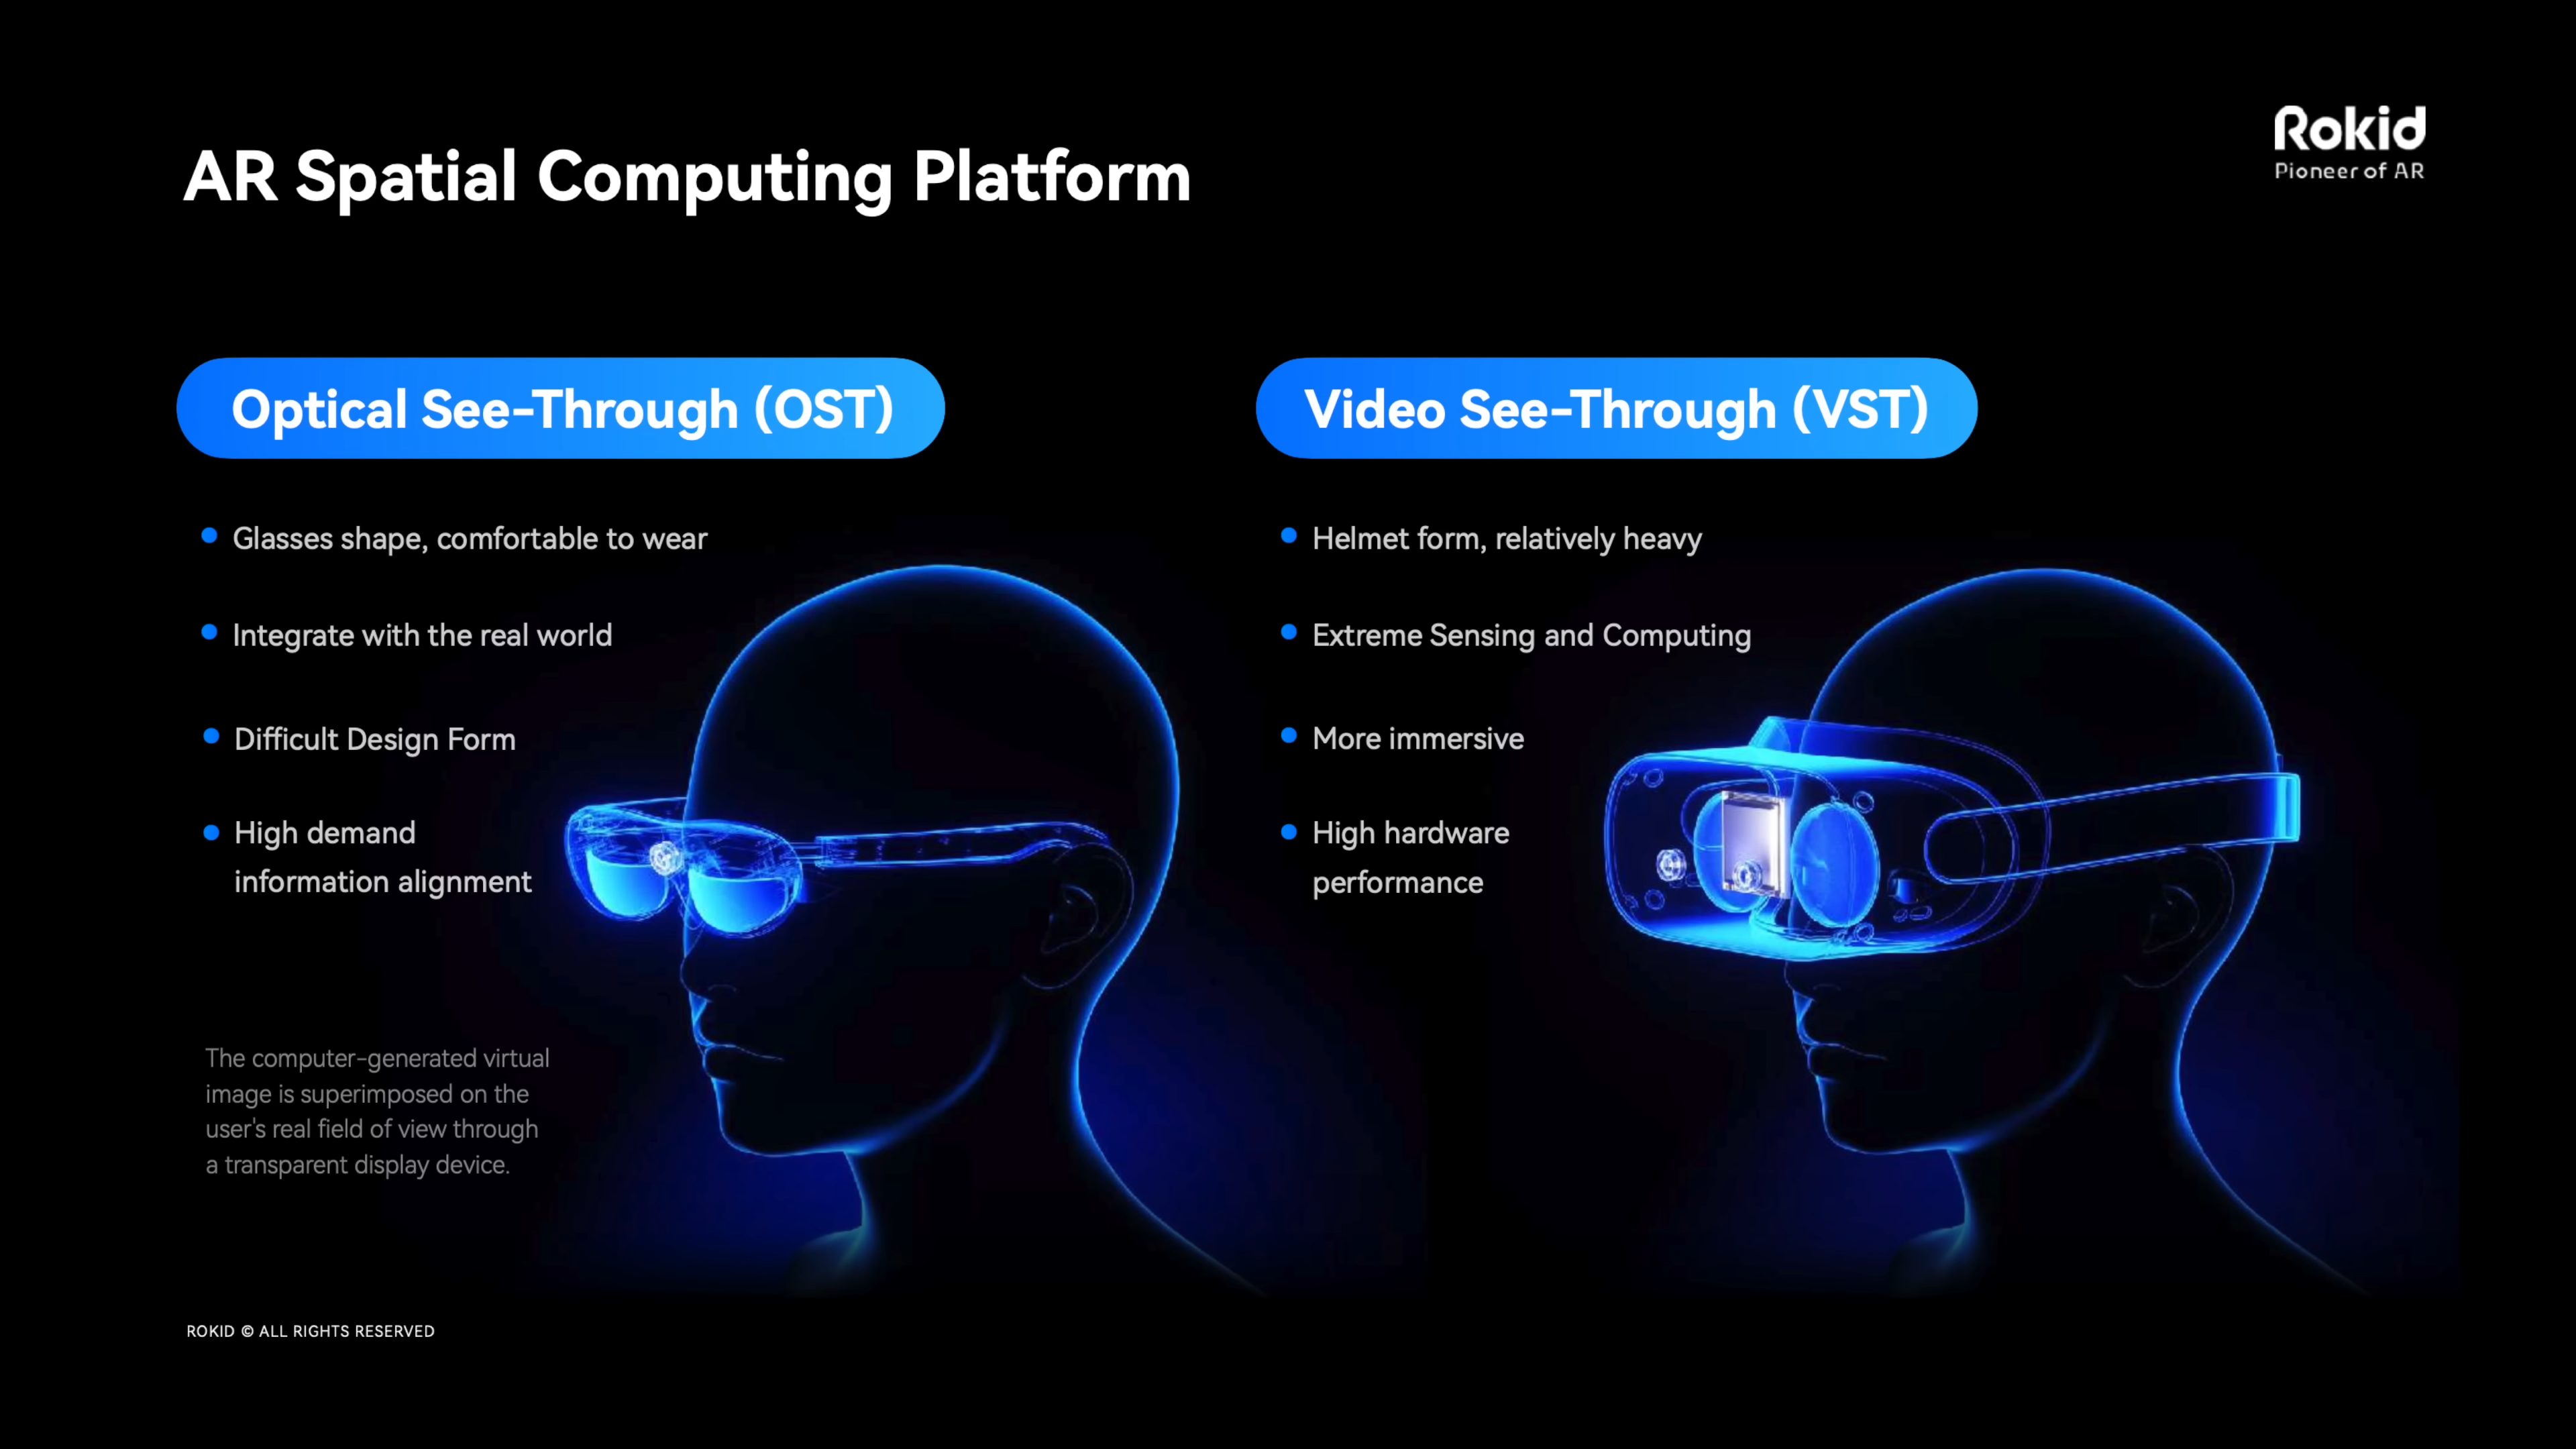 AR Spatial Computing Platform
Rokid
Pioneer of AR
Optical See-Through (OST)
Glasses shape, comfortable to wear
Integrate with the real world
Difficult Design Form
High demand
information alignment
The computer-generated virtual
image is superimposed on the
user's real field of view through
a transparent display device.
Video See-Through (VST)
Helmet form, relatively heavy
Extreme Sensing and Computing
More immersive
High hardware
performance
ROKID © ALL RIGHTS RESERVED